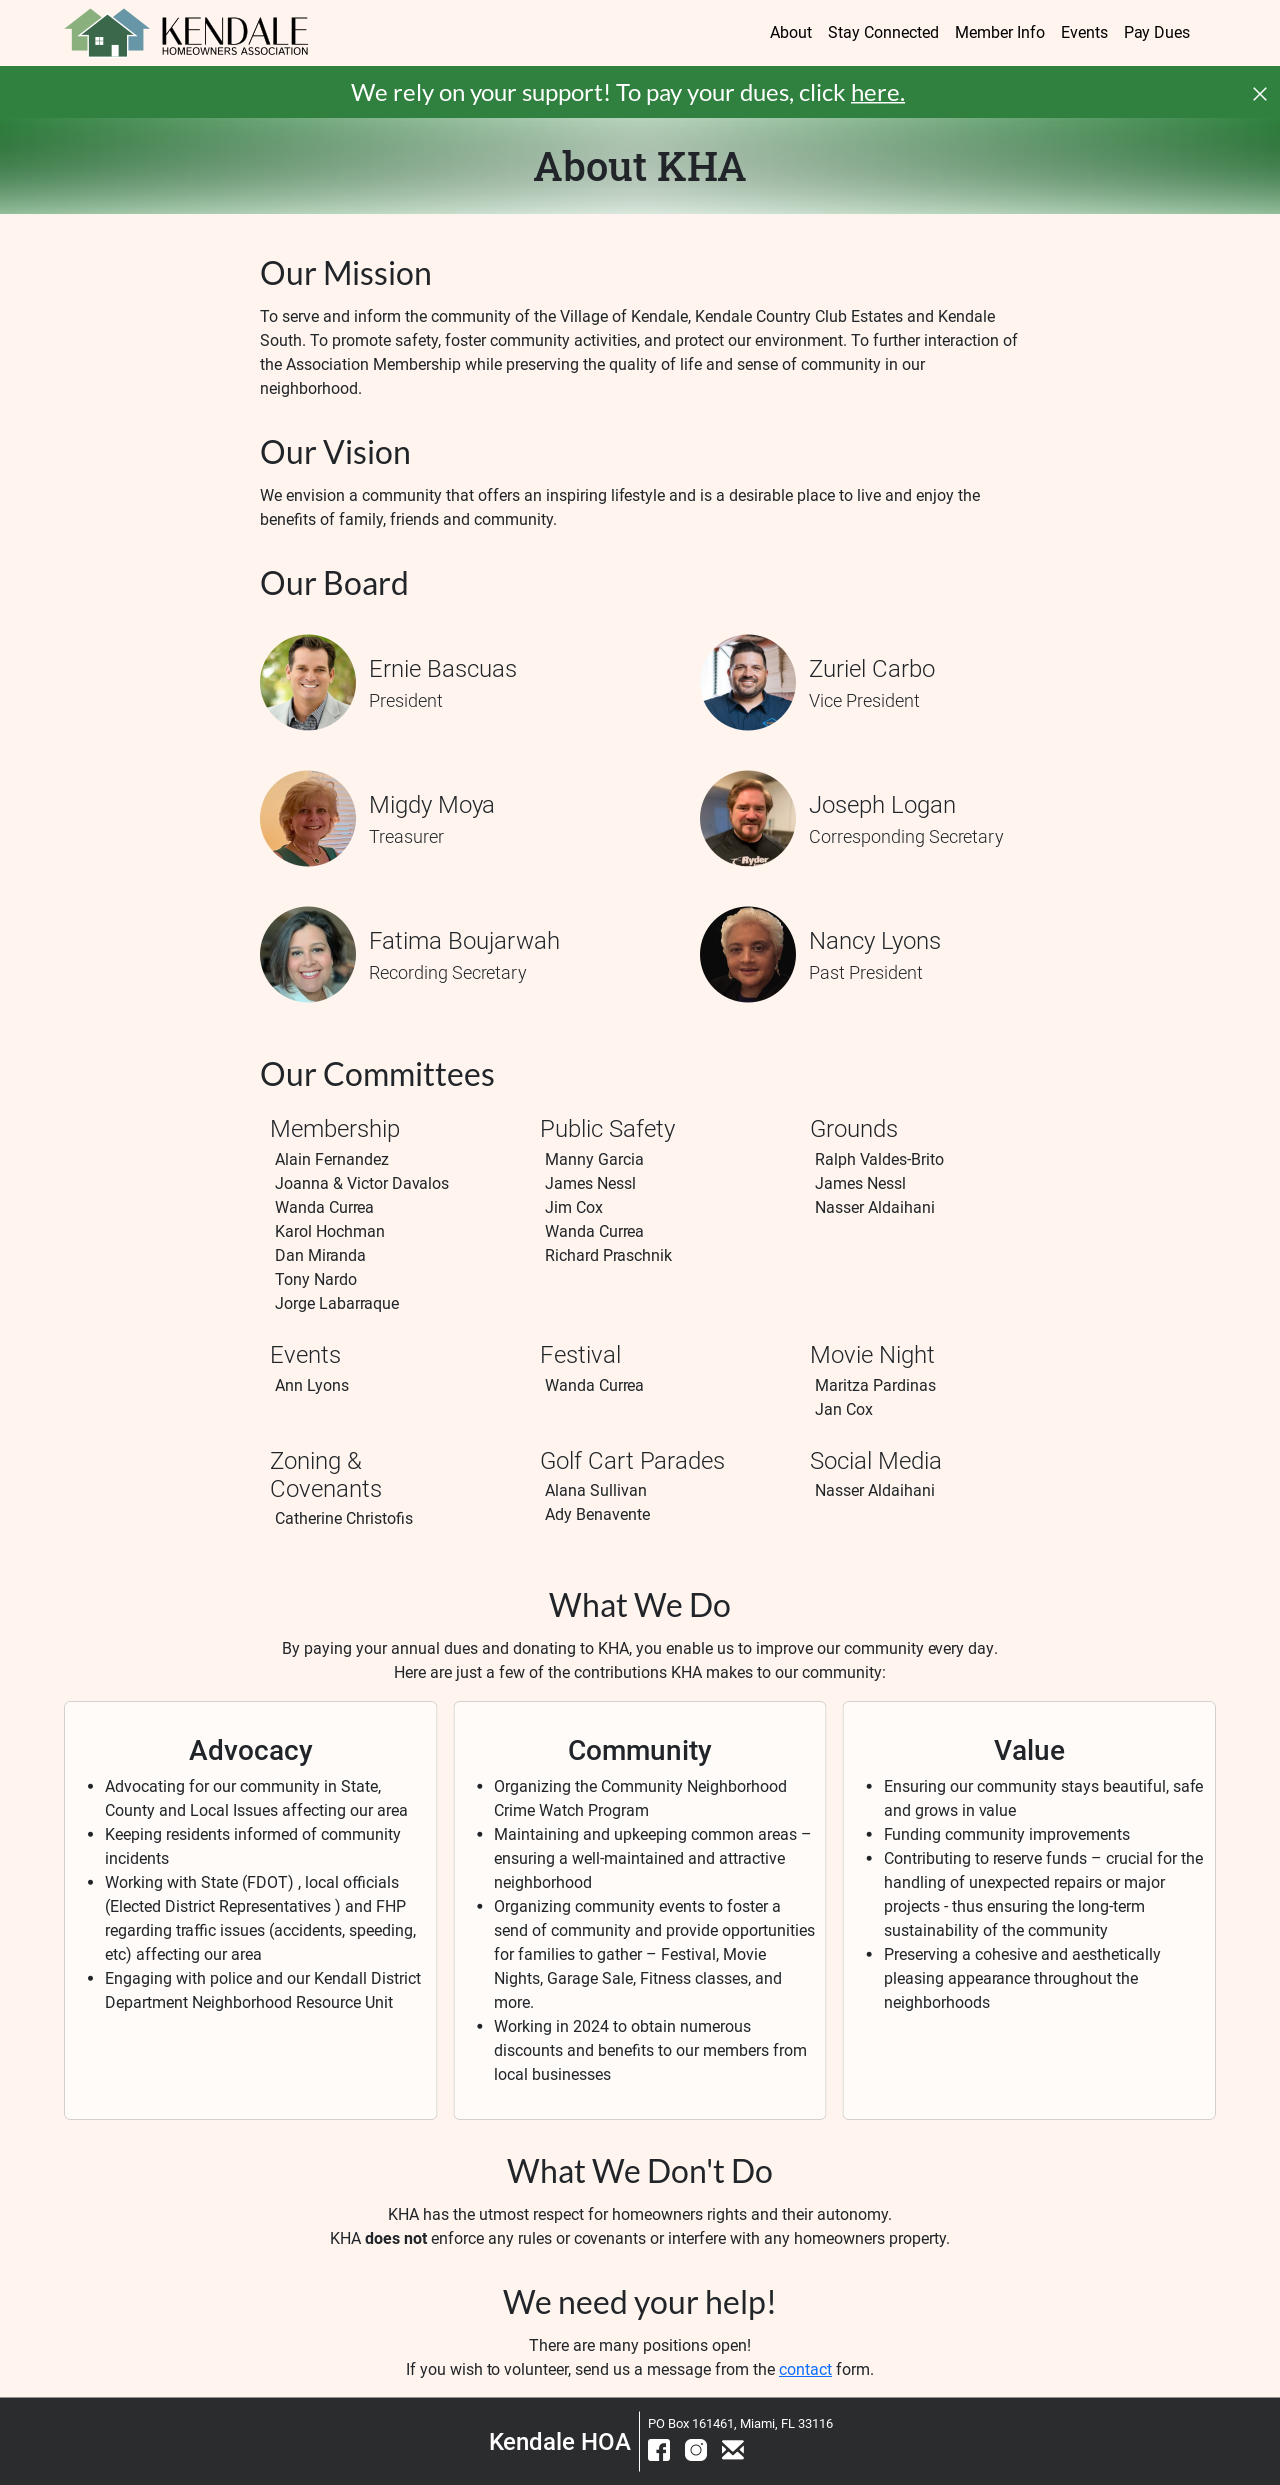 KENDALE
HOMEOWNERS ASSOCIATION
About Stay Connected Member Info Events Pay Dues
We rely on your support! To pay your dues, click here.
About KHA
Our Mission
To serve and inform the community of the Village of Kendale, Kendale Country Club Estates and Kendale
South. To promote safety, foster community activities, and protect our environment. To further interaction of
the Association Membership while preserving the quality of life and sense of community in our
neighborhood.
Our Vision
We envision a community that offers an inspiring lifestyle and is a desirable place to live and enjoy the
benefits of family, friends and community.
Our Board
Ernie Bascuas
President
Zuriel Carbo
Vice President
Migdy Moya
Treasurer
Ryder
Joseph Logan
Corresponding Secretary
Fatima Boujarwah
Recording Secretary
Nancy Lyons
Past President
Our Committees
Membership
Alain Fernandez
Joanna & Victor Davalos
Wanda Currea
Karol Hochman
Dan Miranda
Tony Nardo
Jorge Labarraque
Public Safety
Manny Garcia
James Nessl
Jim Cox
Wanda Currea
Richard Praschnik
Grounds
Ralph Valdes-Brito
James Nessl
Nasser Aldaihani
Events
Ann Lyons
Festival
Wanda Currea
Movie Night
Maritza Pardinas
Jan Cox
Zoning &
Covenants
Catherine Christofis
Golf Cart Parades
Alana Sullivan
Ady Benavente
Social Media
Nasser Aldaihani
What We Do
By paying your annual dues and donating to KHA, you enable us to improve our community every day.
Here are just a few of the contributions KHA makes to our community:
Advocacy
• Advocating for our community in State,
County and Local Issues affecting our area
• Keeping residents informed of community
incidents
• Working with State (FDOT) , local officials
(Elected District Representatives ) and FHP
regarding traffic issues (accidents, speeding,
etc) affecting our area
• Engaging with police and our Kendall District
Department Neighborhood Resource Unit
Community
• Organizing the Community Neighborhood
Crime Watch Program
• Maintaining and upkeeping common areas –
ensuring a well-maintained and attractive
neighborhood
• Organizing community events to foster a
send of community and provide opportunities
for families to gather – Festival, Movie
Nights, Garage Sale, Fitness classes, and
more.
• Working in 2024 to obtain numerous
discounts and benefits to our members from
local businesses
Value
• Ensuring our community stays beautiful, safe
and grows in value
• Funding community improvements
• Contributing to reserve funds – crucial for the
handling of unexpected repairs or major
projects - thus ensuring the long-term
sustainability of the community
• Preserving a cohesive and aesthetically
pleasing appearance throughout the
neighborhoods
What We Don't Do
KHA has the utmost respect for homeowners rights and their autonomy.
KHA does not enforce any rules or covenants or interfere with any homeowners property.
We need your help!
There are many positions open!
If you wish to volunteer, send us a message from the contact form.
Kendale HOA
PO Box 161461, Miami, FL 33116